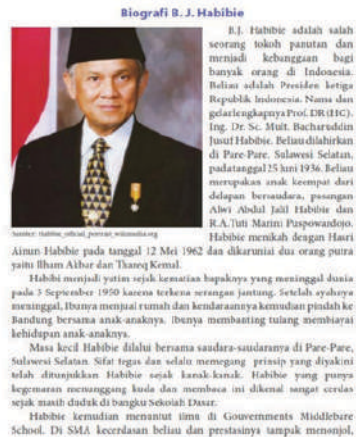 Biografi B. J. Habibie
B.J. Habibie adalah salah
seorang tokoh panutan dan
menjadi kebanggaan bagi
banyak orang di Indonesia.
Beliau adalah Presiden ketiga
Republik Indonesia. Nama dan
gelar lengkapnya Prof. DR (HC).
Ing. Dr. Sc. Mult. Bacharuddin
Jusuf Habibie. Beliau dilahirkan
di Pare-Pare, Sulawesi Selatan,
pada tanggal 25 Juni 1936. Beliau
merupakan anak keempat dari
delapan bersaudara, pasangan
Alwi Abdul Jalil Habibie dan
R.A. Tuti Marini Puspowardojo.
Habibie menikah dengan Hasri
Sumber: Habibie_official_portrait_wikimedia.org
Ainun Habibie pada tanggal 12 Mei 1962 dan dikaruniai dua orang putra
yaitu Ilham Akbar dan Thareq Kemal.
Habibi menjadi yatim sejak kematian bapaknya yang meninggal dunia
pada 3 September 1950 karena terkena serangan jantung. Setelah ayahnya
meninggal, Ibunya menjual rumah dan kendaraannya kemudian pindah ke
Bandung bersama anak-anaknya. Ibunya membanting tulang membiayai
kehidupan anak-anaknya.
Masa kecil Habibie dilalui bersama saudara-saudaranya di Pare-Pare,
Sulawesi Selatan. Sifat tegas dan selalu memegang prinsip yang diyakini
telah ditunjukkan Habibie sejak kanak-kanak. Habibie yang punya
kegemaran menunggang kuda dan membaca ini dikenal sangat cerdas
sejak masih duduk di bangku Sekolah Dasar.
Habibie kemudian menuntut ilmu di Gouvernments Middlebare
School. Di SMA kecerdasan beliau dan prestasinya tampak menonjol,